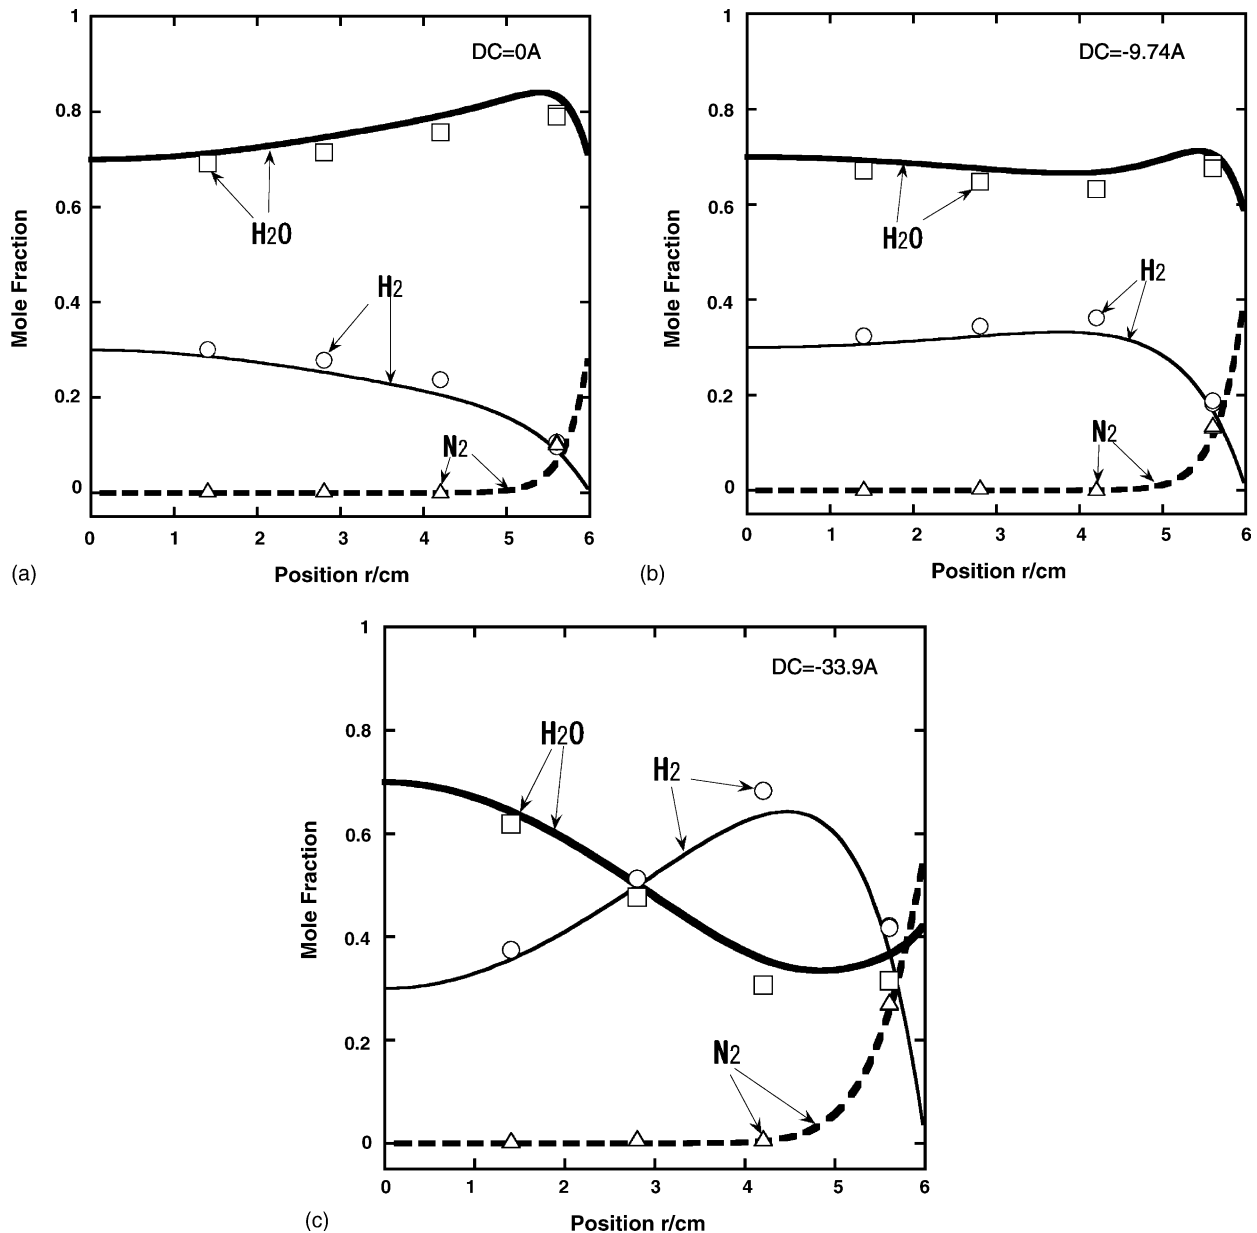 1
0.8
0.6
0.4
0.2
0
Mole Fraction
DC=0A
H2O
H2
N2
0 1 2 3 4 5 6
Position r/cm
(a)
1
0.8
0.6
0.4
0.2
0
Mole Fraction
DC=-9.74A
H2O
H2
N2
0 1 2 3 4 5 6
Position r/cm
(b)
1
0.8
0.6
0.4
0.2
0
Mole Fraction
DC=-33.9A
H2O
H2
N2
0 1 2 3 4 5 6
Position r/cm
(c)